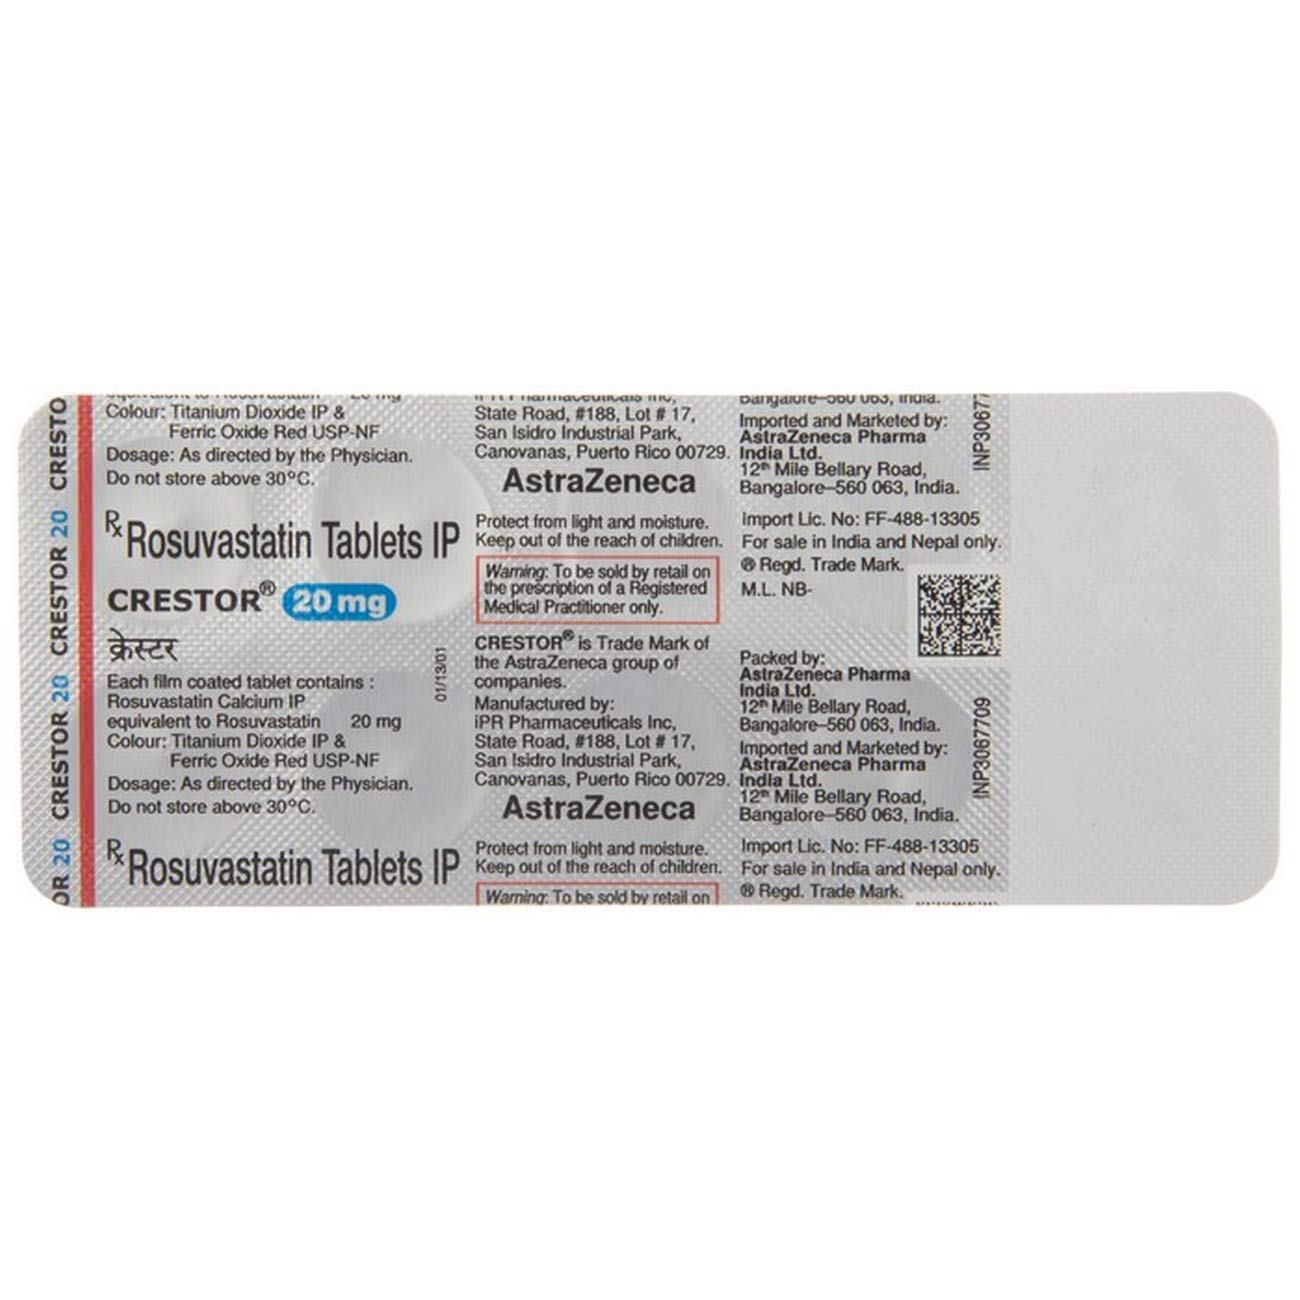 CRESTOR 20 CRESTOR 20 CRESTOR 20 CRESTO
equivalent to Rosuvastatin 20 mg
Colour: Titanium Dioxide IP &
Ferric Oxide Red USP-NF
Dosage: As directed by the Physician.
Do not store above 30°C.
Rx Rosuvastatin Tablets IP
CRESTOR® 20 mg
क्रेस्टर
Each film coated tablet contains :
Rosuvastatin Calcium IP
equivalent to Rosuvastatin 20 mg
Colour: Titanium Dioxide IP &
Ferric Oxide Red USP-NF
Dosage: As directed by the Physician.
Do not store above 30°C.
Rx Rosuvastatin Tablets IP
01/13/01
iPR Pharmaceuticals Inc,
State Road, #188, Lot # 17,
San Isidro Industrial Park,
Canovanas, Puerto Rico 00729.
AstraZeneca
Protect from light and moisture.
Keep out of the reach of children.
Warning: To be sold by retail on
the prescription of a Registered
Medical Practitioner only.
CRESTOR® is Trade Mark of
the AstraZeneca group of
companies.
Manufactured by:
iPR Pharmaceuticals Inc,
State Road, #188, Lot # 17,
San Isidro Industrial Park,
Canovanas, Puerto Rico 00729.
AstraZeneca
Protect from light and moisture.
Keep out of the reach of children.
Warning: To be sold by retail on
Bangalore–560 063, India.
Imported and Marketed by:
AstraZeneca Pharma
India Ltd.
12th Mile Bellary Road,
Bangalore–560 063, India.
Import Lic. No: FF-488-13305
For sale in India and Nepal only.
® Regd. Trade Mark.
M.L. NB-
Packed by:
AstraZeneca Pharma
India Ltd.
12th Mile Bellary Road,
Bangalore–560 063, India.
Imported and Marketed by:
AstraZeneca Pharma
India Ltd.
12th Mile Bellary Road,
Bangalore–560 063, India.
Import Lic. No: FF-488-13305
For sale in India and Nepal only.
® Regd. Trade Mark.
INP3067
INP3067709